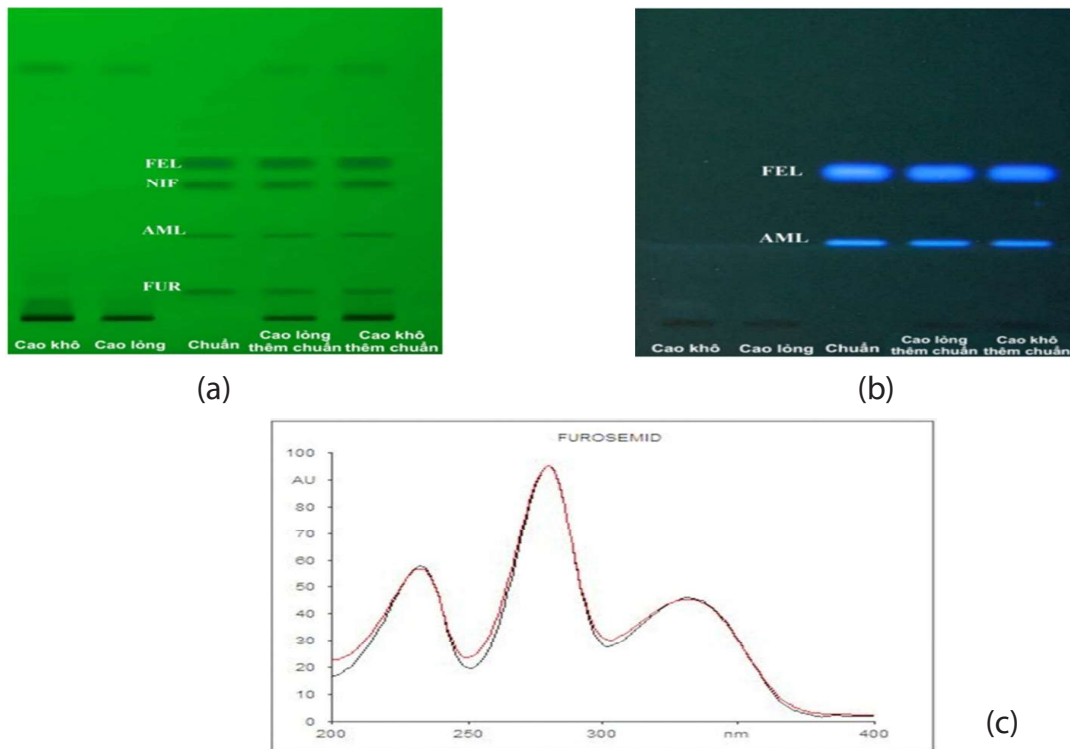 FEL
NIF
AML
FUR
Cao khô
Cao lỏng
Chuẩn
Cao lỏng
thêm chuẩn
Cao khô
thêm chuẩn
(a)
FEL
AML
Cao khô
Cao lỏng
Chuẩn
Cao lỏng
thêm chuẩn
Cao khô
thêm chuẩn
(b)
FUROSEMID
100
AU
80
70
60
50
40
30
20
10
0
200
250
300
nm
400
(c)